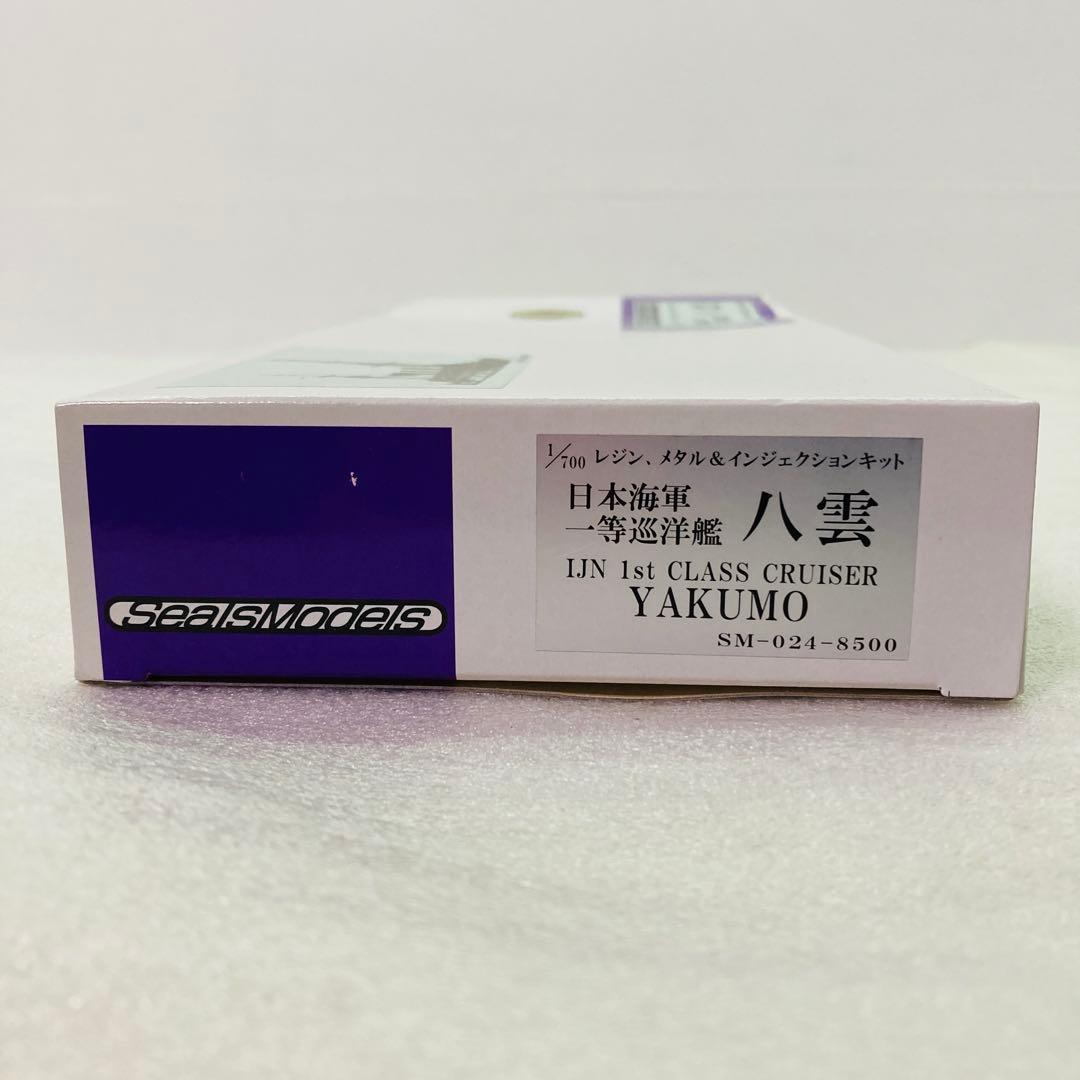 SealsModels
1/700 レジン、メタル&インジェクションキット
日本海軍
一等巡洋艦 八雲
IJN 1st CLASS CRUISER
YAKUMO
SM-024-8500